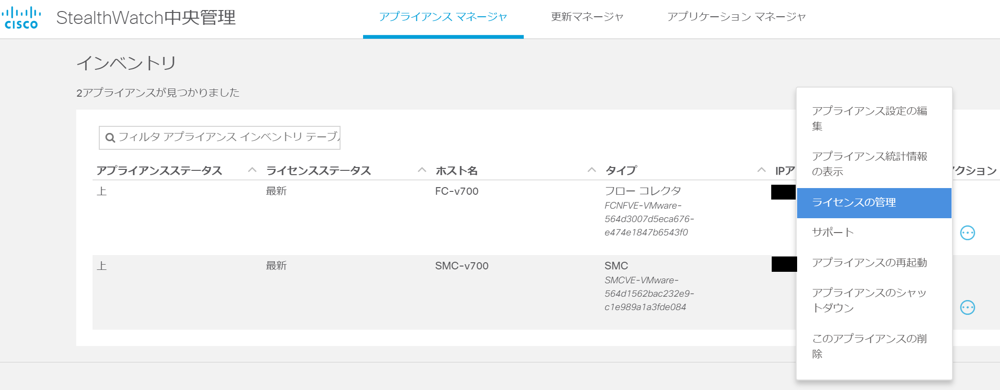 CISCO
StealthWatch中央管理
アプライアンス マネージャ
更新マネージャ
アプリケーション マネージャ
インベントリ
2アプライアンスが見つかりました
フィルタ アプライアンス インベントリ テーブル
アプライアンスステータス
ライセンスステータス
ホスト名
タイプ
IPア
クション
上
最新
FC-v700
フロー コレクタ
FCNFVE-VMware-
564d3007d5eca676-
e474e1847b6543f0
上
最新
SMC-v700
SMC
SMCVE-VMware-
564d1562bac232e9-
c1e989a1a3fde084
アプライアンス設定の編
集
アプライアンス統計情報
の表示
ライセンスの管理
サポート
アプライアンスの再起動
アプライアンスのシャッ
トダウン
このアプライアンスの削
除